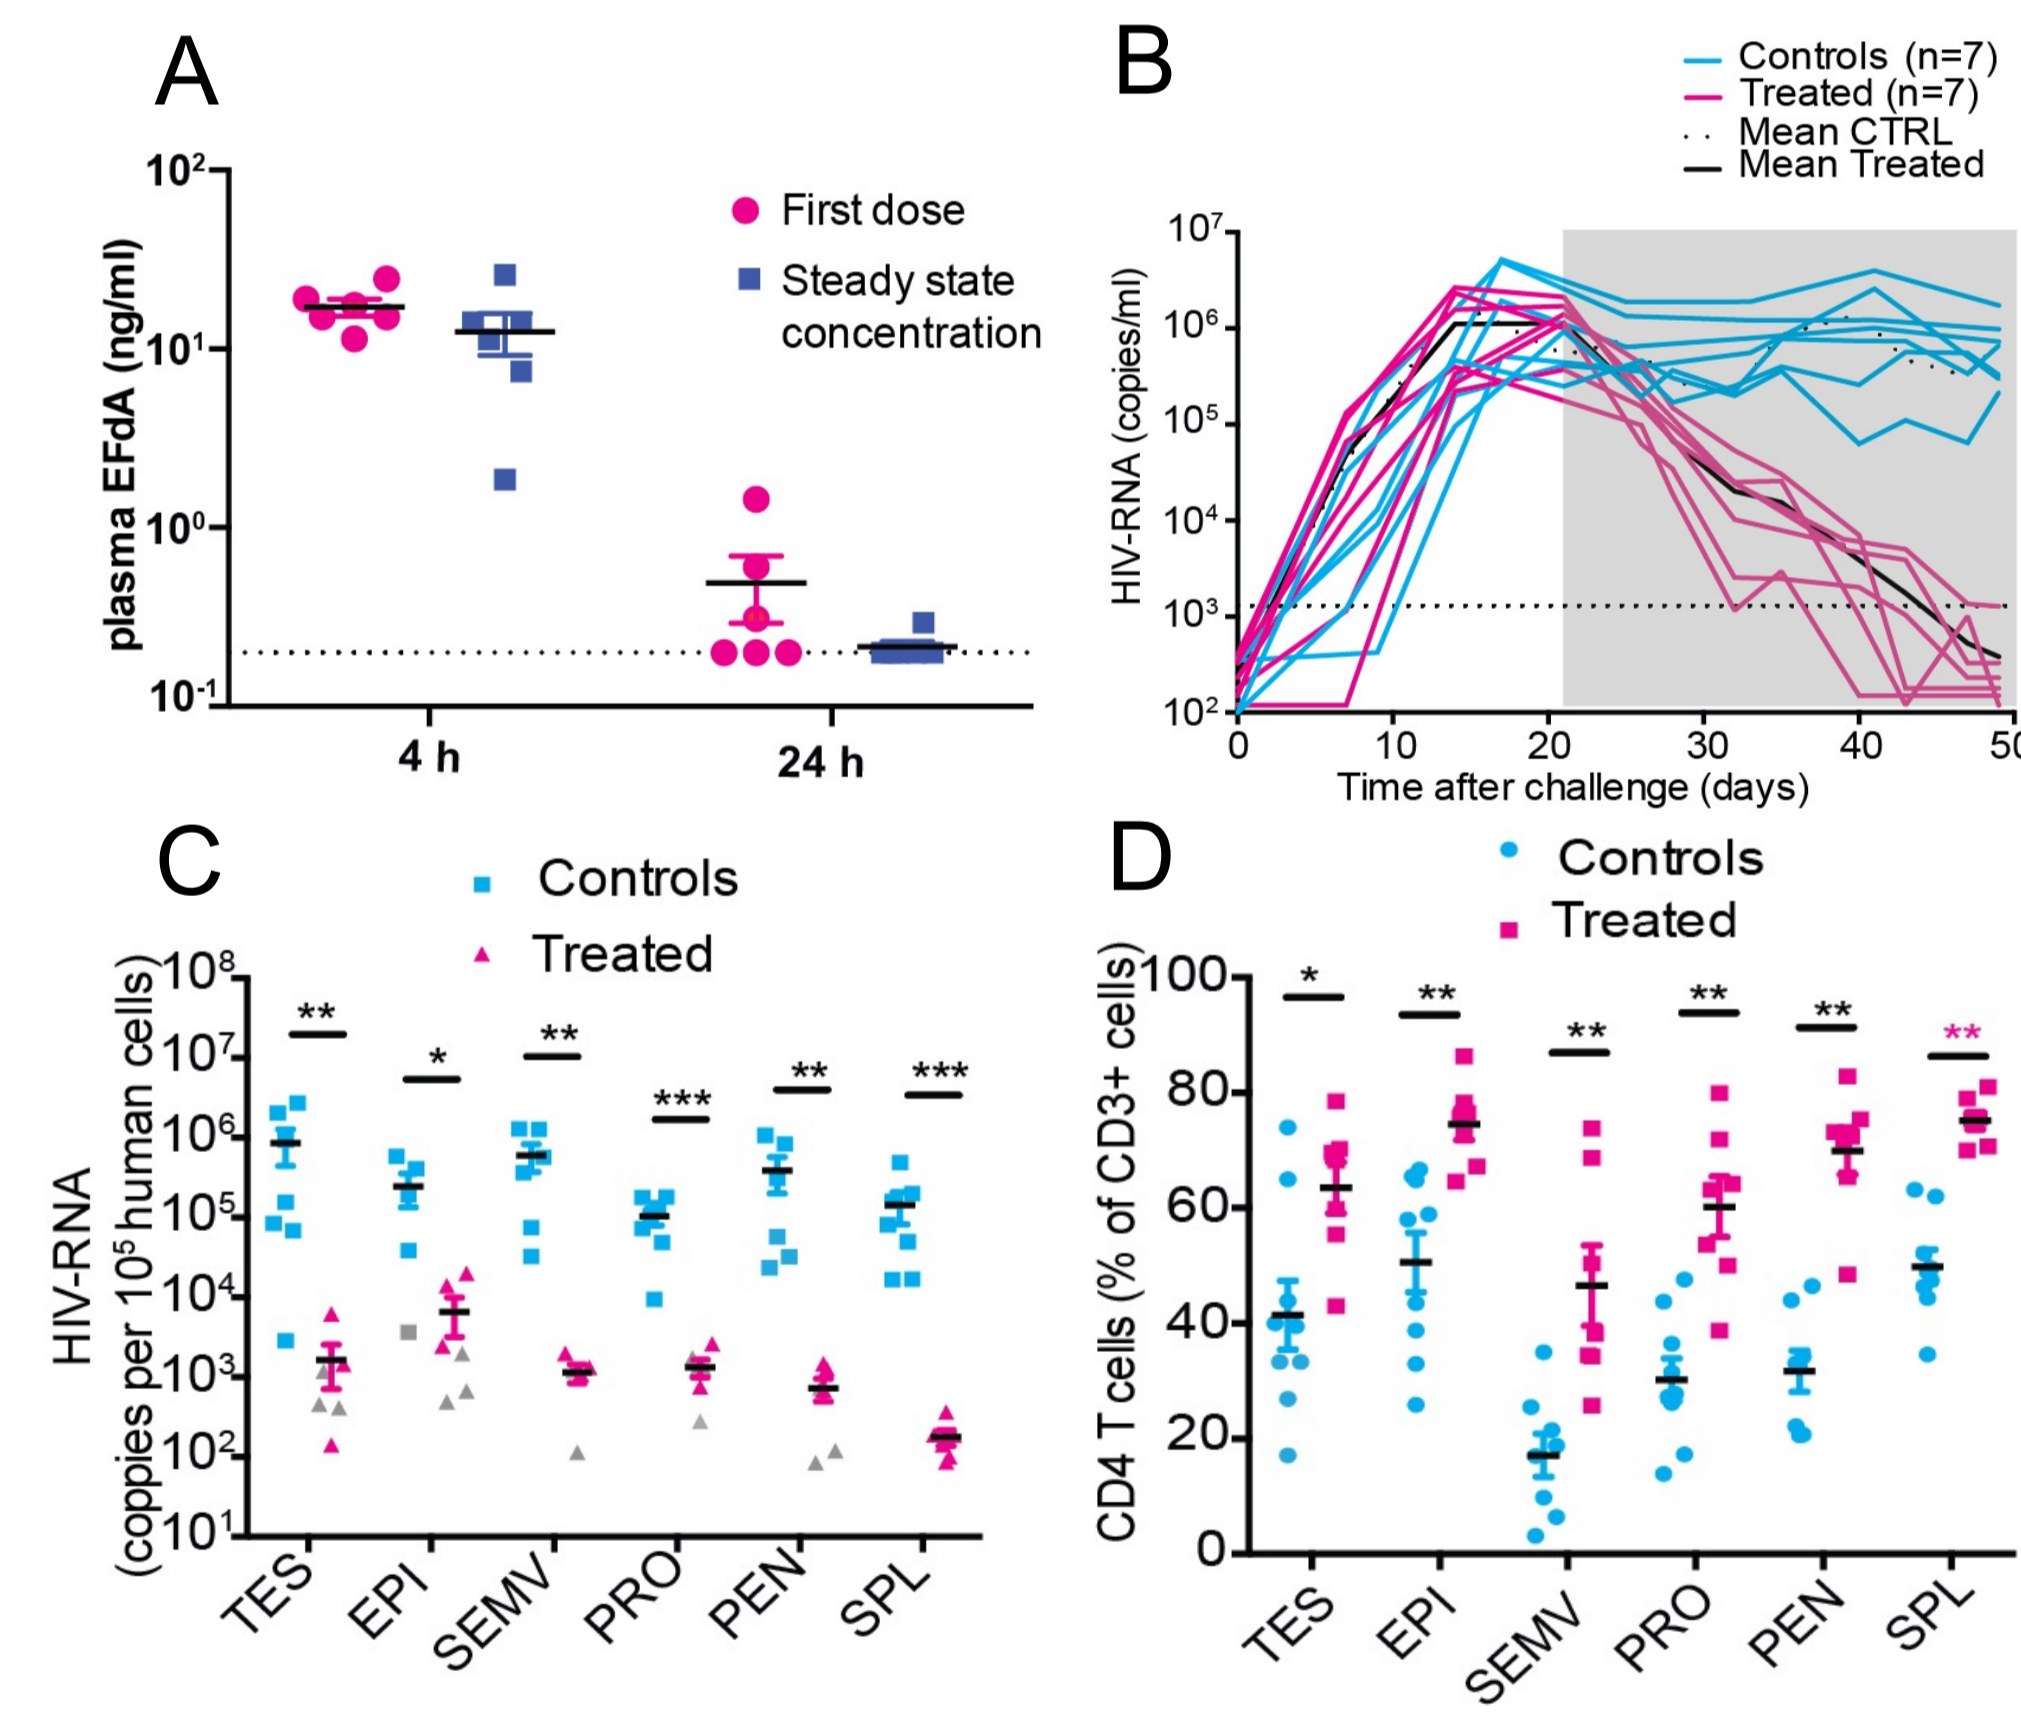 A
10²
10¹
10⁰
10⁻¹
plasma EFdA (ng/ml)
First dose
Steady state
concentration
4 h
24 h
B
Controls (n=7)
Treated (n=7)
Mean CTRL
Mean Treated
HIV-RNA (copies/ml)
10⁷
10⁶
10⁵
10⁴
10³
10²
0 10 20 30 40 50
Time after challenge (days)
C
Controls
Treated
HIV-RNA
(coppies per 10⁵ human cells)
10⁸
10⁷
10⁶
10⁵
10⁴
10³
10²
10¹
** * ** *** ** ***
TES EPI SEMV PRO PEN SPL
D
Controls
Treated
CD4 T cells (% of CD3+ cells)
100
80
60
40
20
0
* ** ** ** ** **
TES EPI SEMV PRO PEN SPL